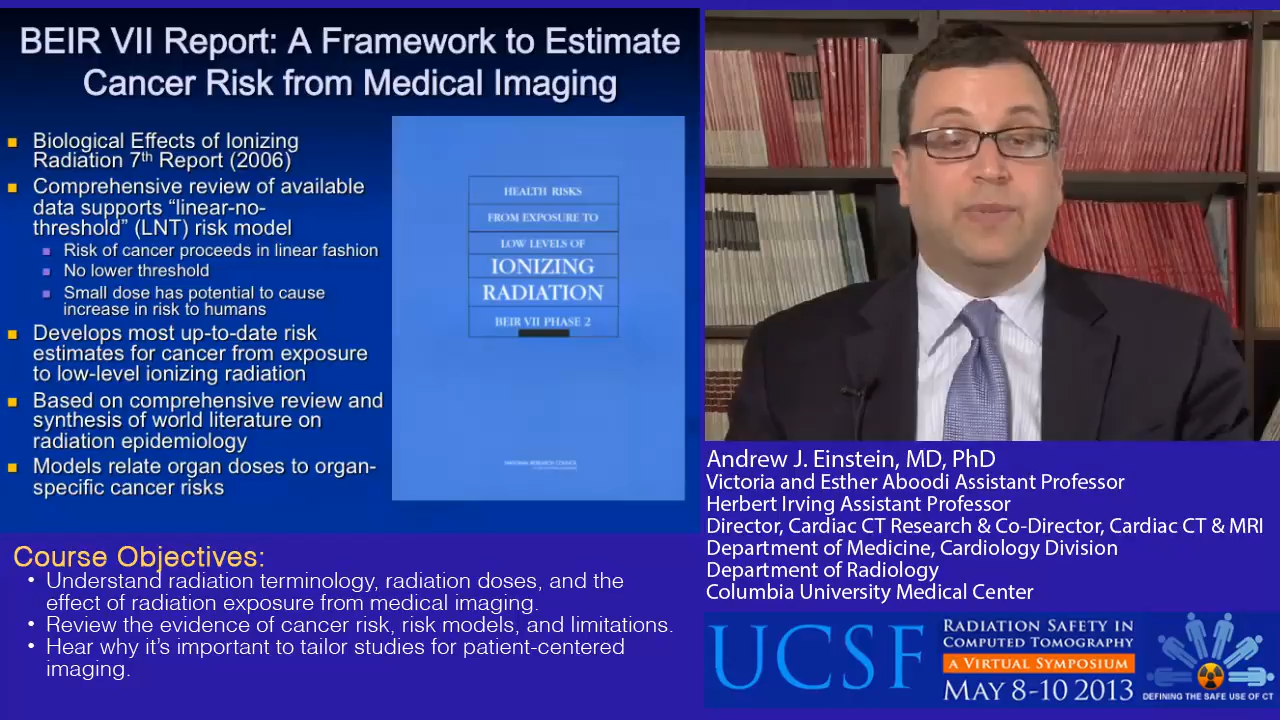 BEIR VII Report: A Framework to Estimate
Cancer Risk from Medical Imaging
Biological Effects of Ionizing
Radiation 7th Report (2006)
Comprehensive review of available
data supports “linear-no-
threshold” (LNT) risk model
Risk of cancer proceeds in linear fashion
No lower threshold
Small dose has potential to cause
increase in risk to humans
Develops most up-to-date risk
estimates for cancer from exposure
to low-level ionizing radiation
Based on comprehensive review and
synthesis of world literature on
radiation epidemiology
Models relate organ doses to organ-
specific cancer risks
HEALTH RISKS
FROM EXPOSURE TO
LOW LEVELS OF
IONIZING
RADIATION
BEIR VII PHASE 2
NATIONAL RESEARCH COUNCIL
Andrew J. Einstein, MD, PhD
Victoria and Esther Aboodi Assistant Professor
Herbert Irving Assistant Professor
Director, Cardiac CT Research & Co-Director, Cardiac CT & MRI
Department of Medicine, Cardiology Division
Department of Radiology
Columbia University Medical Center
Course Objectives:
• Understand radiation terminology, radiation doses, and the
effect of radiation exposure from medical imaging.
• Review the evidence of cancer risk, risk models, and limitations.
• Hear why it’s important to tailor studies for patient-centered
imaging.
UCSF
RADIATION SAFETY IN
COMPUTED TOMOGRAPHY
A VIRTUAL SYMPOSIUM
MAY 8-10 2013
DEFINING THE SAFE USE OF CT